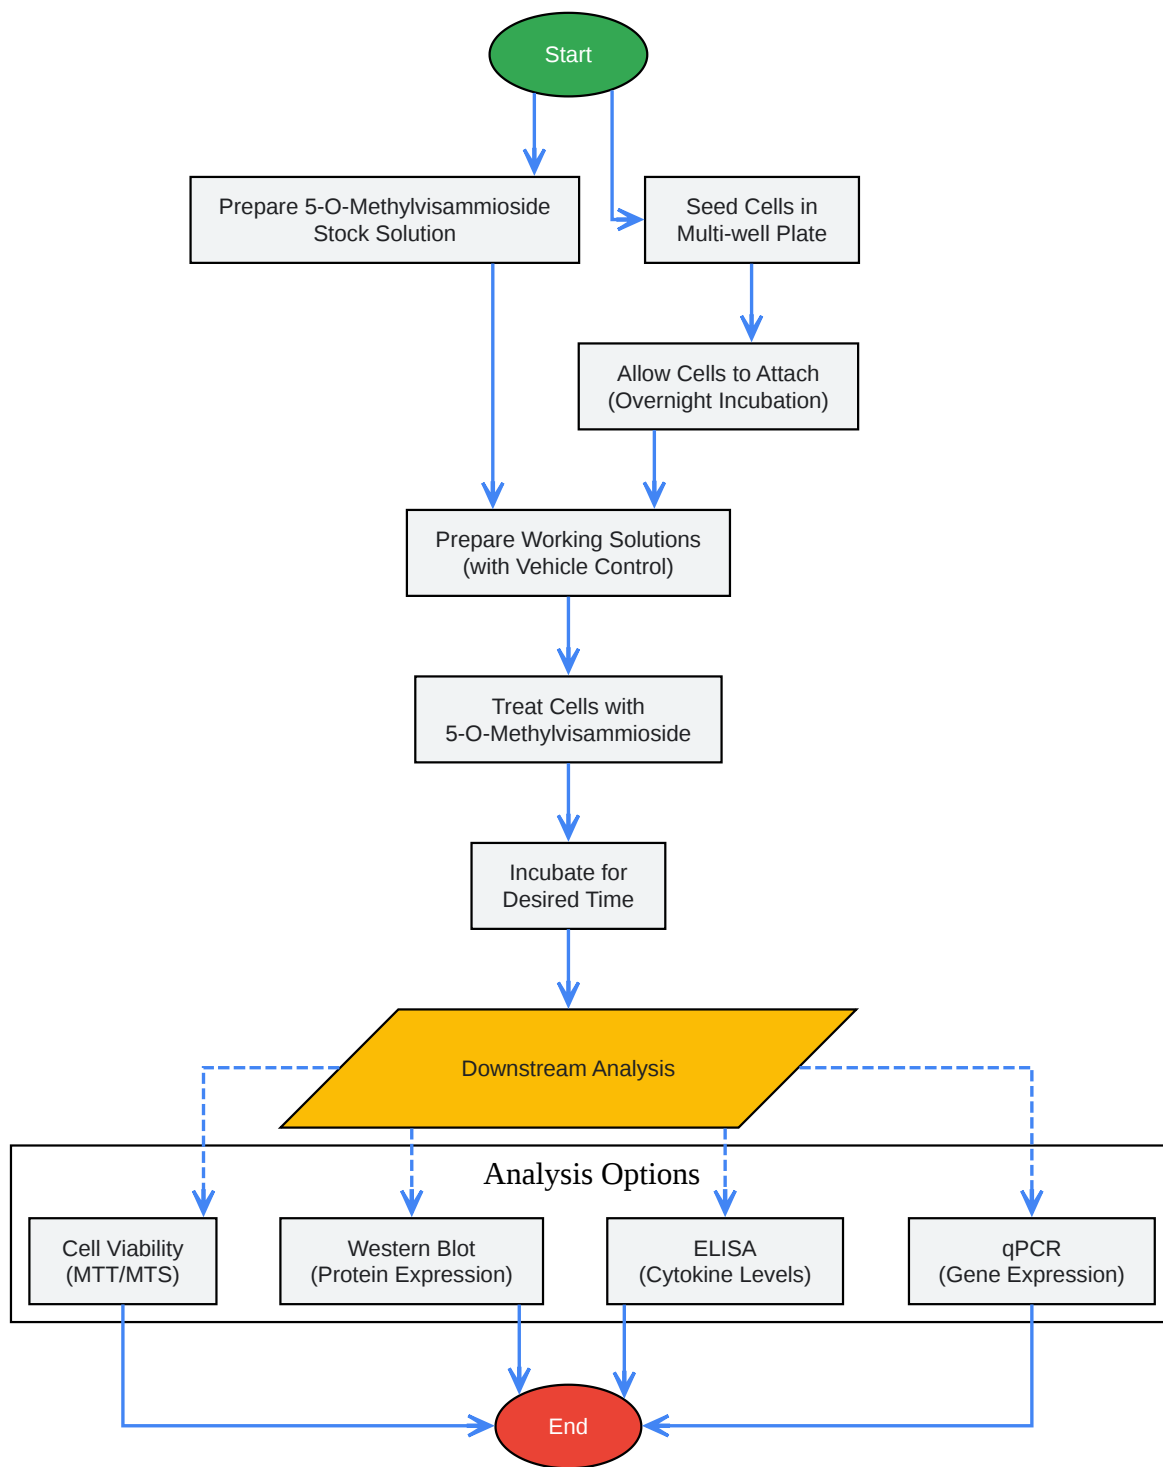 Start
Prepare 5-O-Methylvisammioside
Stock Solution
Seed Cells in
Multi-well Plate
Allow Cells to Attach
(Overnight Incubation)
Prepare Working Solutions
(with Vehicle Control)
Treat Cells with
5-O-Methylvisammioside
Incubate for
Desired Time
Downstream Analysis
Analysis Options
Cell Viability
(MTT/MTS)
Western Blot
(Protein Expression)
ELISA
(Cytokine Levels)
qPCR
(Gene Expression)
End